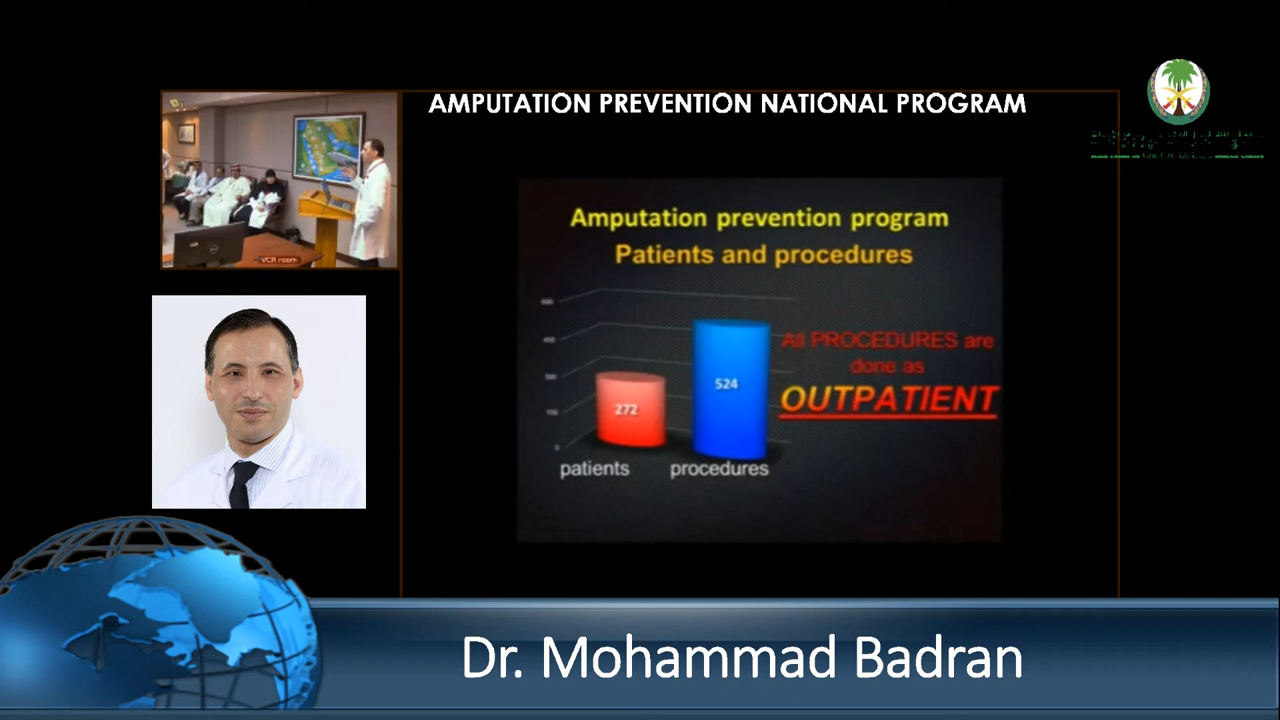 AMPUTATION PREVENTION NATIONAL PROGRAM
VCR room
Amputation prevention program
Patients and procedures
All PROCEDURES are
done as
OUTPATIENT
272
524
patients
procedures
Dr. Mohammad Badran